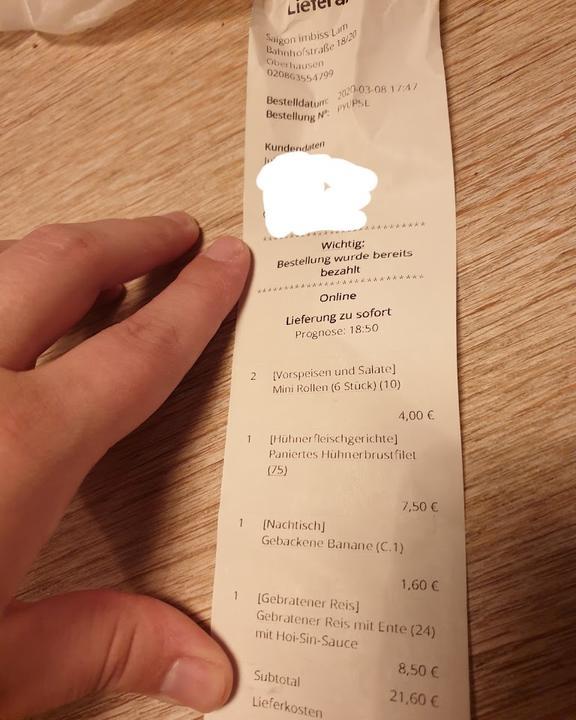 Saigon Imbiss Lam
Bahnhofstraße 18/20
Oberhausen
020863554799
Bestelldatum: 2020-03-08 17:47
Bestellung Nº:
Kundendaten
**************************
Wichtig:
Bestellung wurde bereits
bezahlt
**************************
Online
Lieferung zu sofort
Prognose: 18:50
2 [Vorspeisen und Salate]
Mini Rollen (6 Stück) (10)
4,00 €
1 [Hühnerfleischgerichte]
Paniertes Hühnerbrustfilet
(75)
7,50 €
1 [Nachtisch]
Gebackene Banane (C.1)
1,60 €
1 [Gebratener Reis]
Gebratener Reis mit Ente (24)
mit Hoi-Sin-Sauce
8,50 €
Subtotal 21,60 €
Lieferkosten